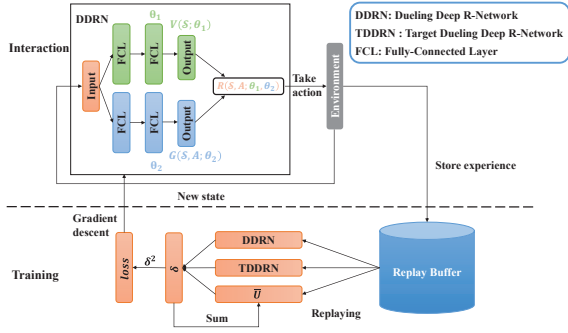 DDRN
θ₁
V(S; θ₁)
DDRN: Dueling Deep R-Network
TDDRN : Target Dueling Deep R-Network
FCL: Fully-Connected Layer
Interaction
Input
FCL
FCL
Output
R(S, A; θ₁, θ₂)
Take
action
Environment
FCL
FCL
Output
θ₂
G(S, A; θ₂)
Store experience
New state
Gradient
descent
Training
loss
δ²
δ
DDRN
TDDRN
U̅
Replay Buffer
Sum
Replaying